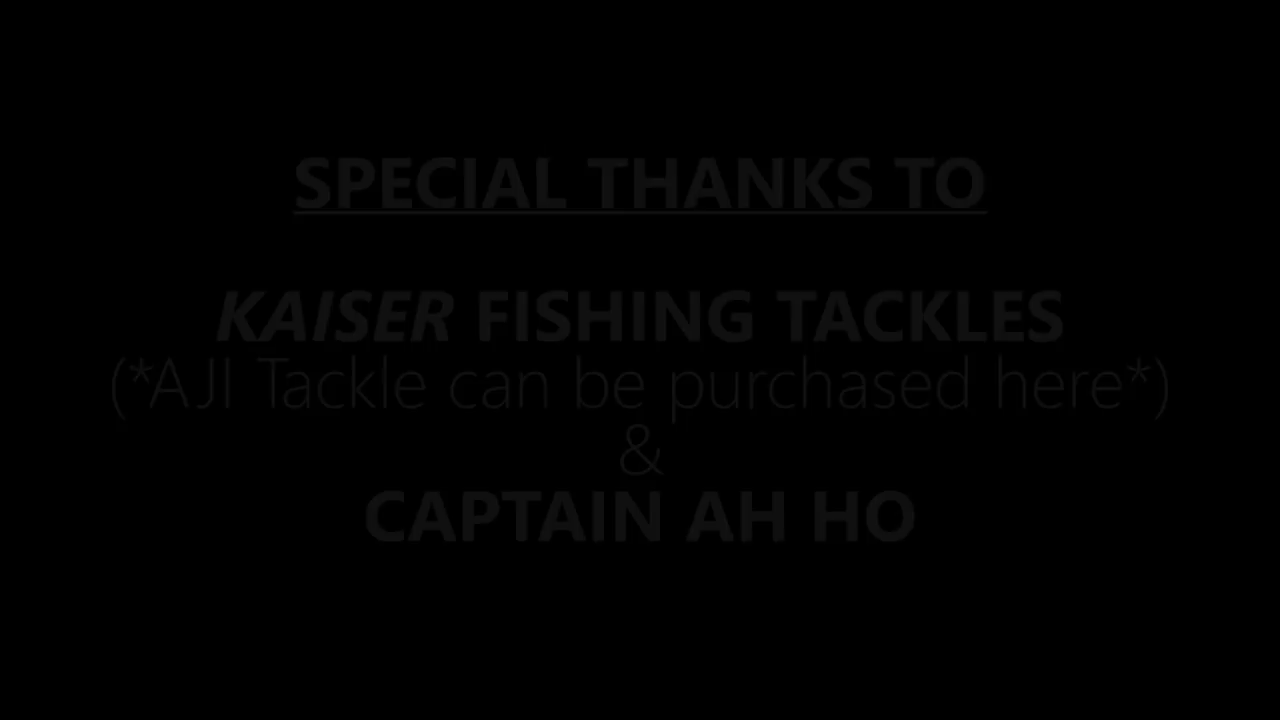 SPECIAL THANKS TO
KAISER FISHING TACKLES
(*AJI Tackle can be purchased here*)
&
CAPTAIN AH HO